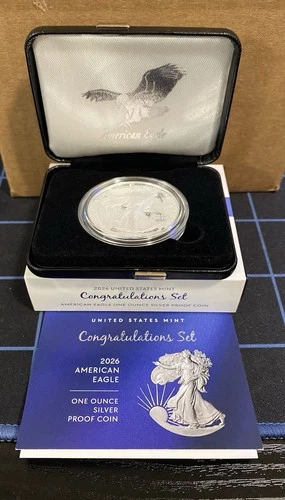 American Eagle
2026 UNITED STATES MINT
Congratulations Set
AMERICAN EAGLE ONE OUNCE SILVER PROOF COIN
UNITED STATES MINT
Congratulations Set
2026
AMERICAN
EAGLE
ONE OUNCE
SILVER
PROOF COIN